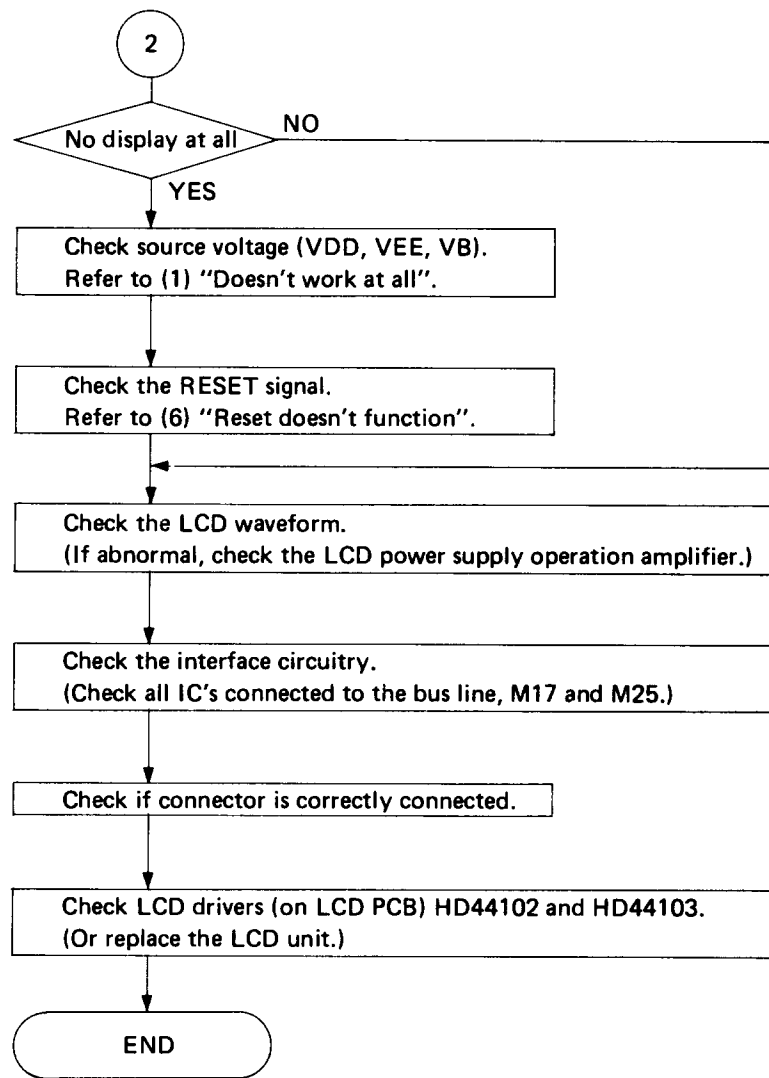 2
No display at all
NO
YES
Check source voltage (VDD, VEE, VB).
Refer to (1) "Doesn't work at all".
Check the RESET signal.
Refer to (6) "Reset doesn't function".
Check the LCD waveform.
(If abnormal, check the LCD power supply operation amplifier.)
Check the interface circuitry.
(Check all IC's connected to the bus line, M17 and M25.)
Check if connector is correctly connected.
Check LCD drivers (on LCD PCB) HD44102 and HD44103.
(Or replace the LCD unit.)
END